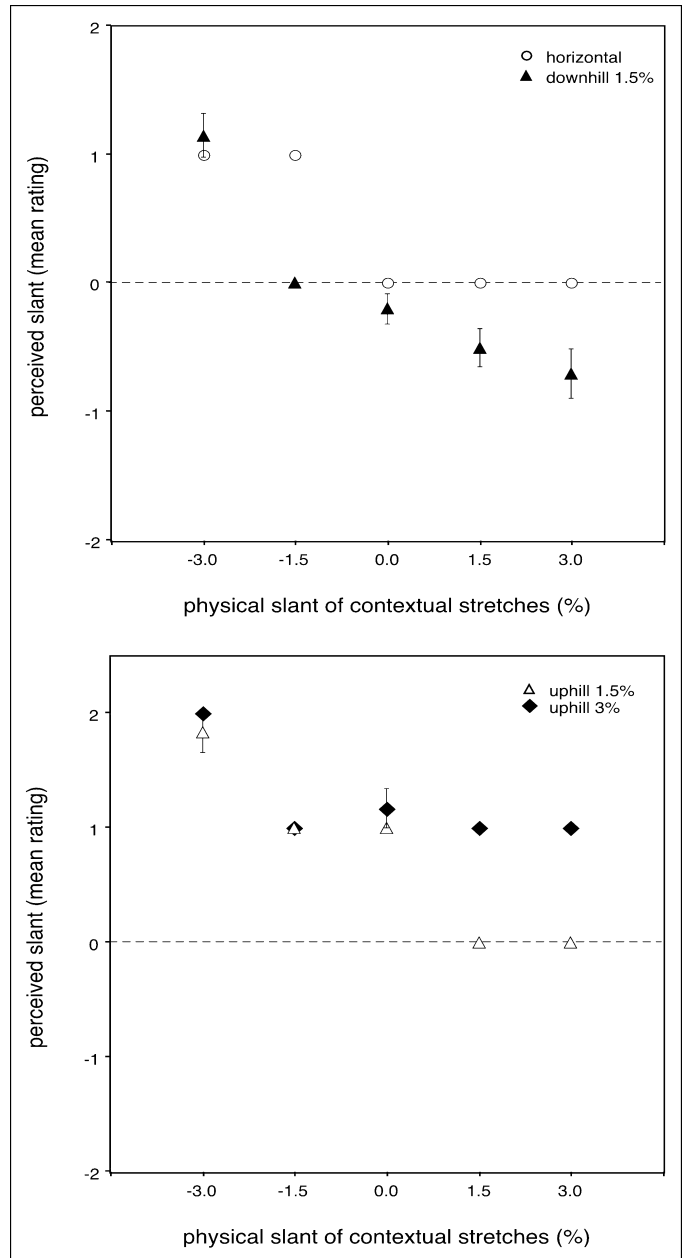 2
horizontal
downhill 1.5%
1
0
-1
-2
perceived slant (mean rating)
-3.0 -1.5 0.0 1.5 3.0
physical slant of contextual stretches (%)
uphill 1.5%
uphill 3%
2
1
0
-1
-2
perceived slant (mean rating)
-3.0 -1.5 0.0 1.5 3.0
physical slant of contextual stretches (%)